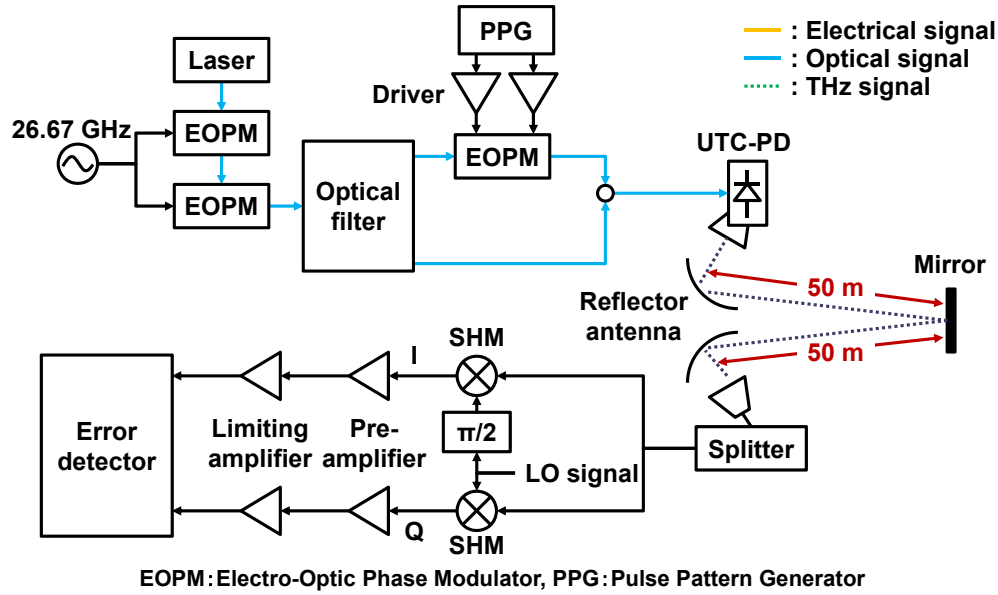 PPG
: Electrical signal
: Optical signal
: THz signal
Laser
Driver
26.67 GHz
EOPM
EOPM
EOPM
Optical
filter
UTC-PD
Mirror
50 m
Reflector
antenna
50 m
SHM
I
Error
detector
Limiting
amplifier
Pre-
amplifier
π/2
LO signal
Splitter
Q
SHM
EOPM:Electro-Optic Phase Modulator, PPG:Pulse Pattern Generator